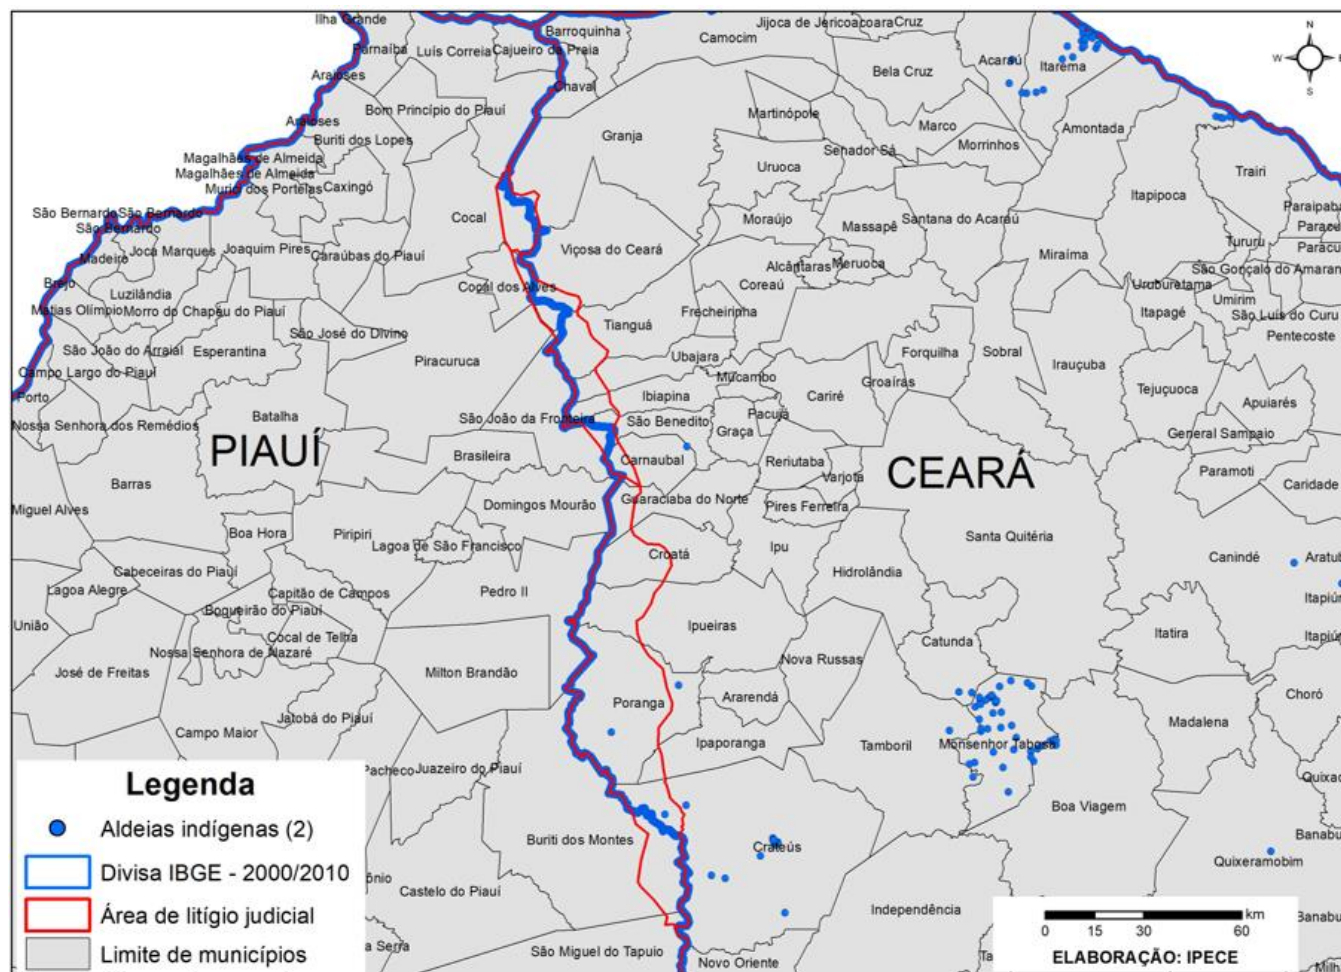 Ilha Grande
Barroquinha
Jijoca de Jericoacoara
Cruz
Parnaíba
Luís Correia
Cajueiro da Praia
Camocim
Acaraú
Itarema
N
W
S
Araioses
Chaval
Bela Cruz
Bom Princípio do Piauí
Martinópole
Marco
Amontada
Araioses
Buriti dos Lopes
Granja
Senador Sá
Morrinhos
Magalhães de Almeida
Magalhães de Almeida
Murici dos Portelas
Caxingó
Uruoca
Trairi
Itapipoca
São Bernardo
São Bernardo
São Bernardo
Cocal
Moraújo
Massapê
Santana do Acaraú
Paraipaba
Madeiro
Joca Marques
Joaquim Pires
Caraúbas do Piauí
Viçosa do Ceará
Miraíma
Tururu
Alcântaras
Meruoca
São Gonçalo do Amaran
Brejo
Luzilândia
Cocal dos Alves
Coreaú
Uruburetama
Umirim
Matias Olímpio
Morro do Chapéu do Piauí
Frecheirinha
Itapagé
São Luís do Curu
São José do Divino
Tianguá
Pentecoste
São João do Arraial
Esperantina
Piracuruca
Ubajara
Forquilha
Sobral
Irauçuba
Campo Largo do Piauí
Mucambo
Groaíras
Tejuçuoca
Porto
Ibiapina
Cariré
Apuiarés
Batalha
São João da Fronteira
São Benedito
Pacujá
Nossa Senhora dos Remédios
Graça
General Sampaio
PIAUÍ
Brasileira
Carnaubal
Reriutaba
CEARÁ
Paramoti
Barras
Varjota
Caridade
Guaraciaba do Norte
Domingos Mourão
Pires Ferreira
Miguel Alves
Boa Hora
Piripiri
Lagoa de São Francisco
Croatá
Ipu
Santa Quitéria
Canindé
Cabeceiras do Piauí
Hidrolândia
Lagoa Alegre
Capitão de Campos
Pedro II
Boqueirão do Piauí
União
Cocal de Telha
Ipueiras
Catunda
Itatira
Nossa Senhora de Nazaré
José de Freitas
Milton Brandão
Nova Russas
Poranga
Ararendá
Choró
Jatobá do Piauí
Madalena
Campo Maior
Ipaporanga
Tamboril
Monsenhor Tabosa
Pacheco
Juazeiro do Piauí
Boa Viagem
Buriti dos Montes
Crateús
Quixeramobim
Castelo do Piauí
Independência
São Miguel do Tapuio
Novo Oriente
Legenda
Aldeias indígenas (2)
Divisa IBGE - 2000/2010
Área de litígio judicial
Limite de municípios
km
0 15 30 60
ELABORAÇÃO: IPECE